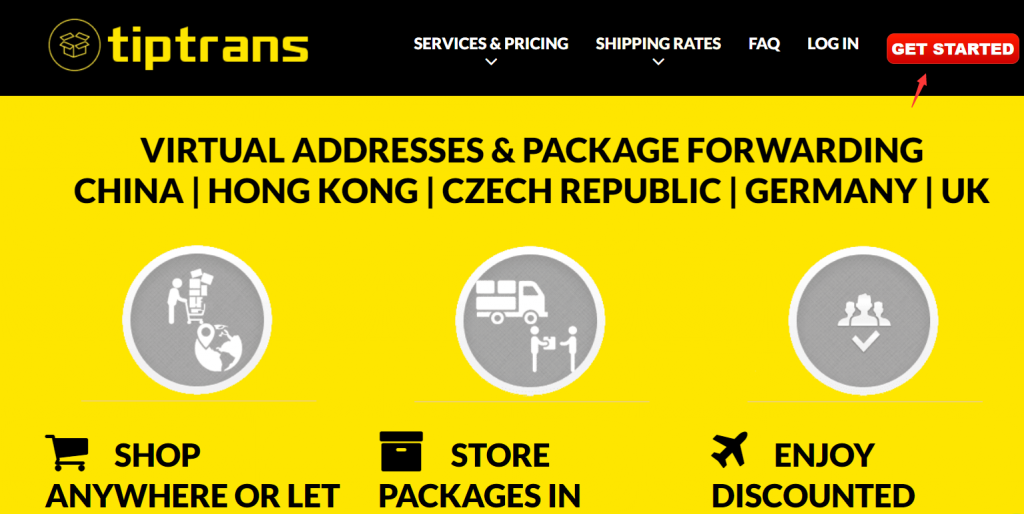 tiptrans
SERVICES & PRICING
SHIPPING RATES
FAQ
LOG IN
GET STARTED
VIRTUAL ADDRESSES & PACKAGE FORWARDING
CHINA | HONG KONG | CZECH REPUBLIC | GERMANY | UK
SHOP
ANYWHERE OR LET
STORE
PACKAGES IN
ENJOY
DISCOUNTED